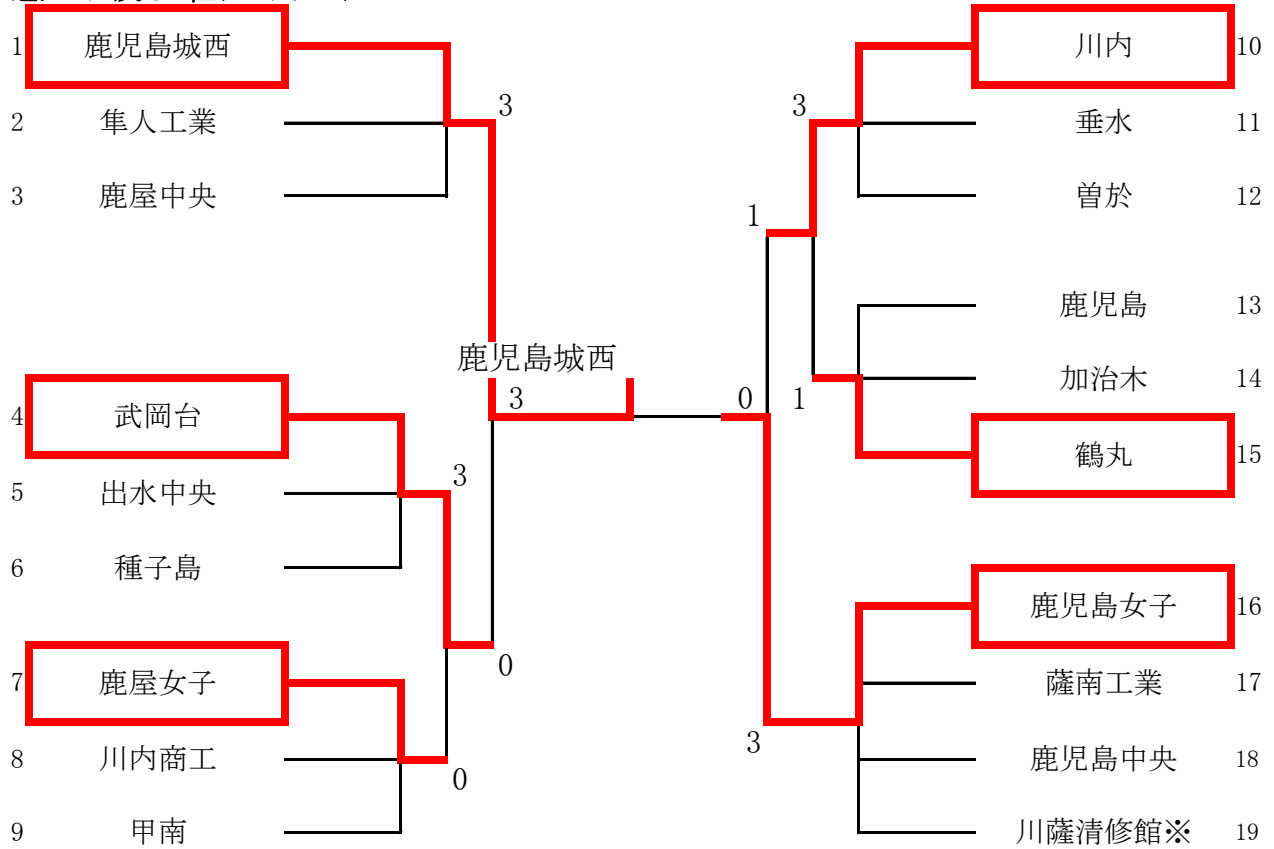 1 鹿児島城西
2 隼人工業
3 鹿屋中央
4 武岡台
5 出水中央
6 種子島
7 鹿屋女子
8 川内商工
9 甲南
3
3
0
0
鹿児島城西
3
0
3
1
1
3
川内 10
垂水 11
曽於 12
鹿児島 13
加治木 14
鶴丸 15
鹿児島女子 16
薩南工業 17
鹿児島中央 18
川薩清修館※ 19